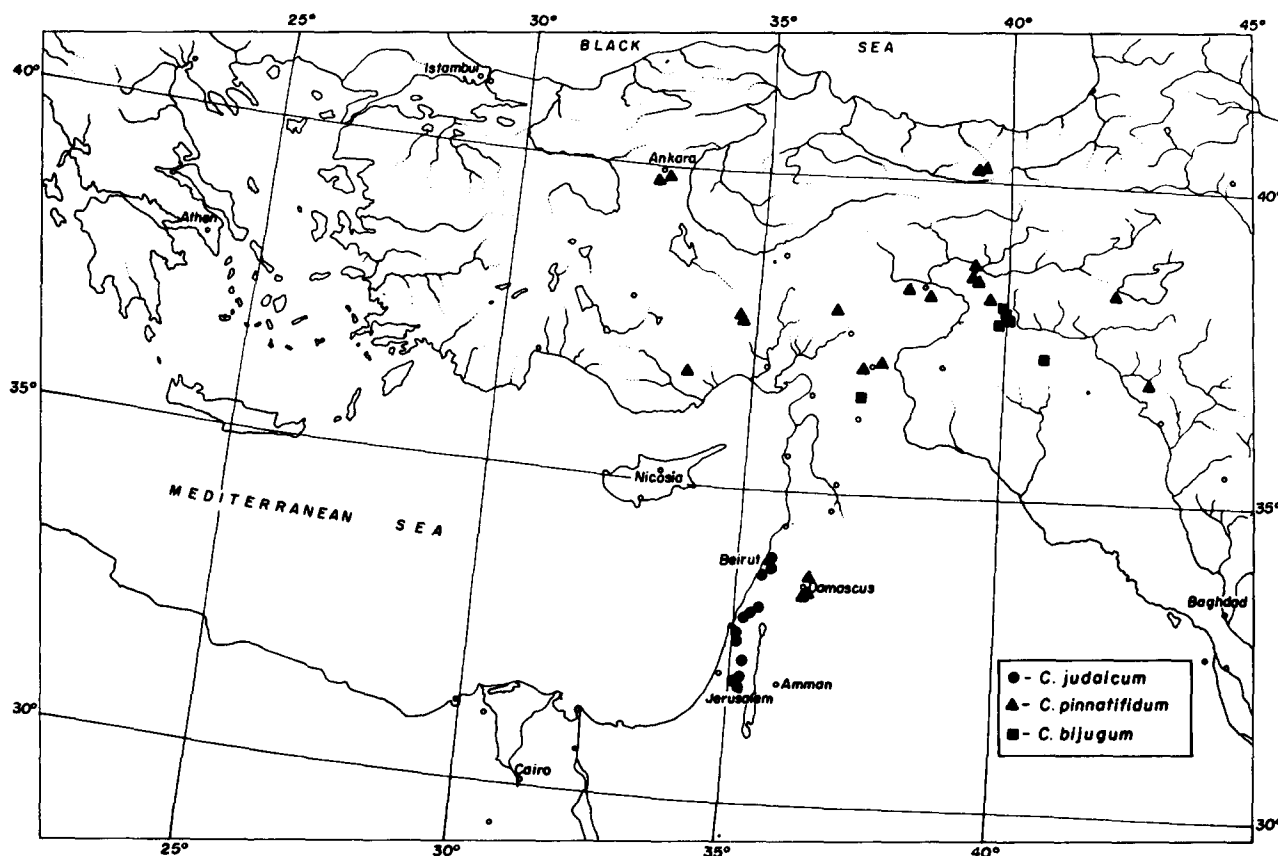 25° 30° 35° 40° 45°
BLACK SEA
40°
Istambul
Ankara
40°
Athen
35°
Nicosia
MEDITERRANEAN SEA
35°
Beirut
Damascus
Baghdad
Amman
Jerusalem
30°
- C. judaicum
- C. pinnatifidum
- C. bijugum
Cairo
30°
25° 30° 35° 40°